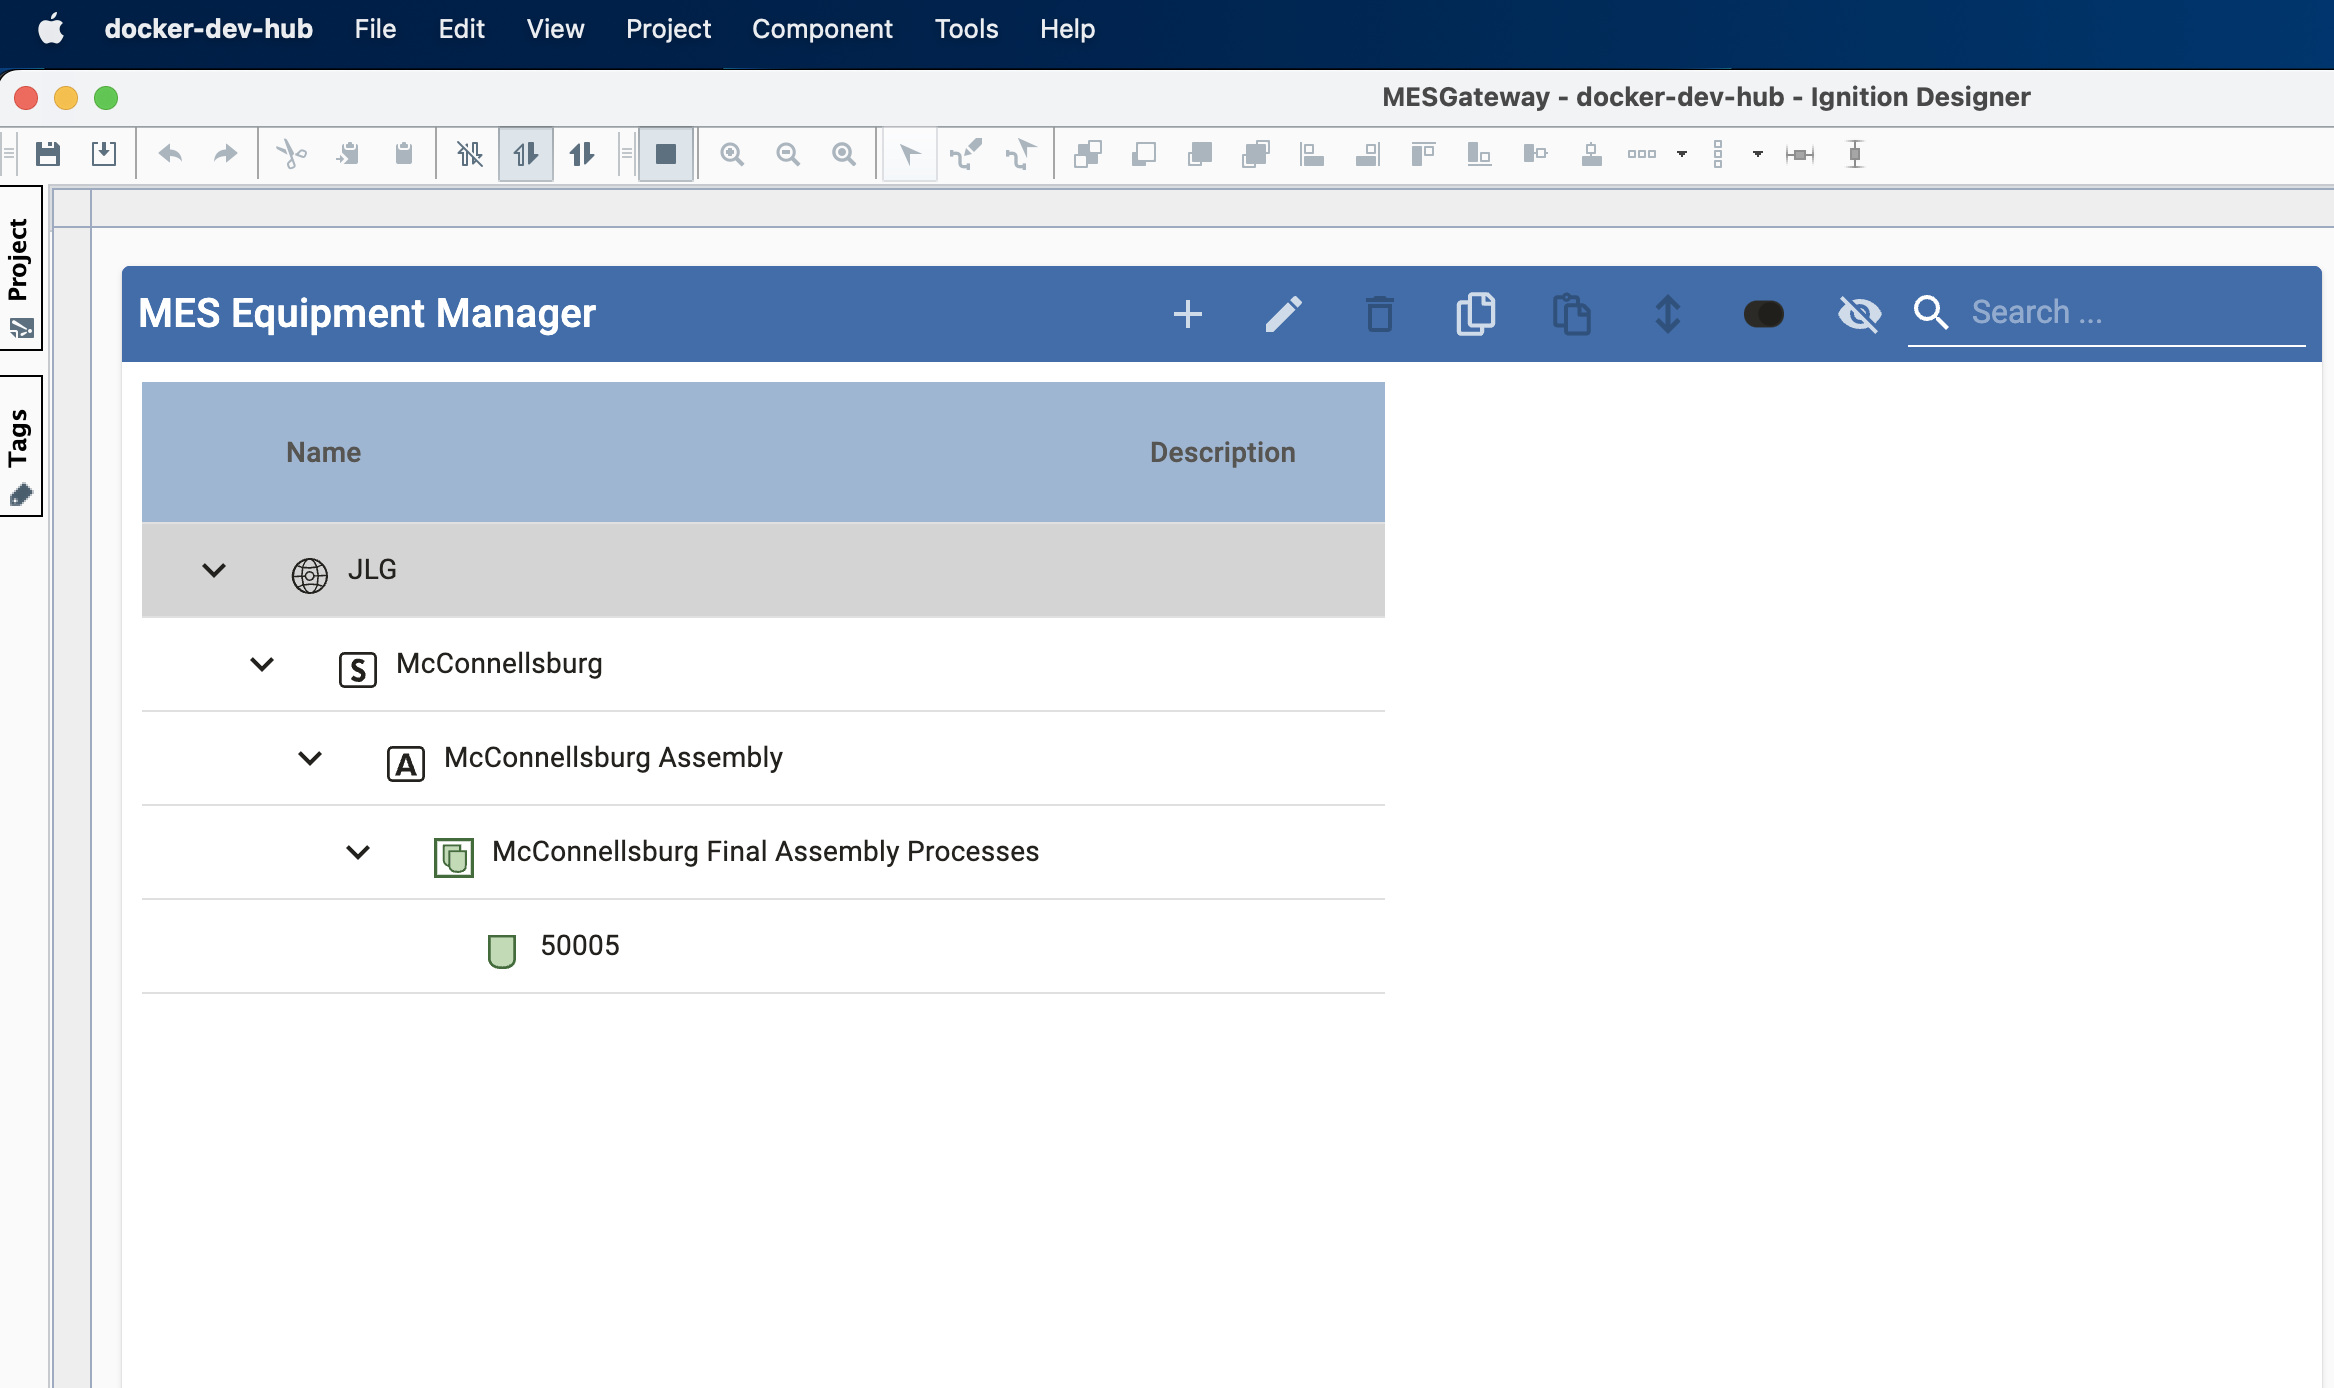 docker-dev-hub File Edit View Project Component Tools Help
MESGateway - docker-dev-hub - Ignition Designer
Project
Tags
MES Equipment Manager
Search ...
Name Description
JLG
S McConnellsburg
A McConnellsburg Assembly
McConnellsburg Final Assembly Processes
50005